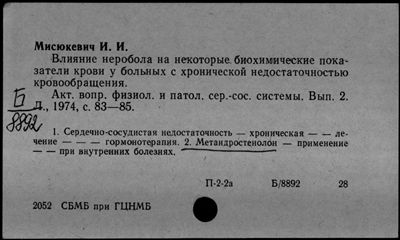 Мисюкевич И. И.
Влияние неробола на некоторые биохимические пока-
затели крови у больных с хронической недостаточностью
кровообращения.
Акт. вопр. физиол. и патол. сер.-сос. системы. Вып. 2.
Л., 1974, с. 83—85.
Б
8892
1. Сердечно-сосудистая недостаточность — хроническая — — ле-
чение — — — гормонотерапия. 2. Метандростенолон — применение
— — при внутренних болезнях.
П-2-2а Б/8892 28
2052 СБМБ при ГЦНМБ